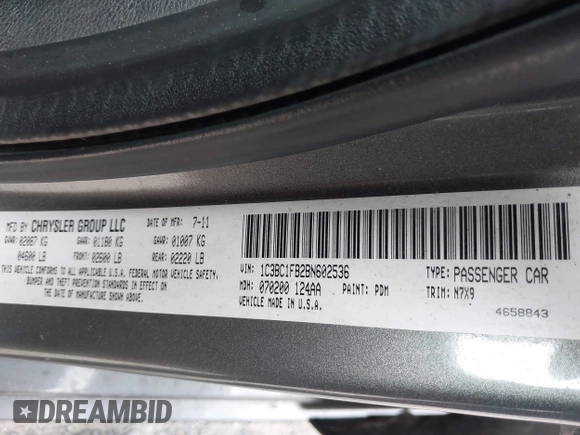 MFD BY CHRYSLER GROUP LLC DATE OF MFR: 7-11
GVWR: 02087 KG GAWR: 01180 KG GAWR: 01007 KG
04600 LB FRONT: 02600 LB REAR: 02220 LB
THIS VEHICLE CONFORMS TO ALL APPLICABLE U.S.A. FEDERAL MOTOR VEHICLE SAFETY,
BUMPER AND THEFT PREVENTION STANDARDS IN EFFECT ON
THE DATE OF MANUFACTURE SHOWN ABOVE.
VIN: 1C3BC1FB2BN602536 TYPE: PASSENGER CAR
MDH: 070200 124AA PAINT: PDM TRIM: N7X9
VEHICLE MADE IN U.S.A. 4658843
DREAMBID